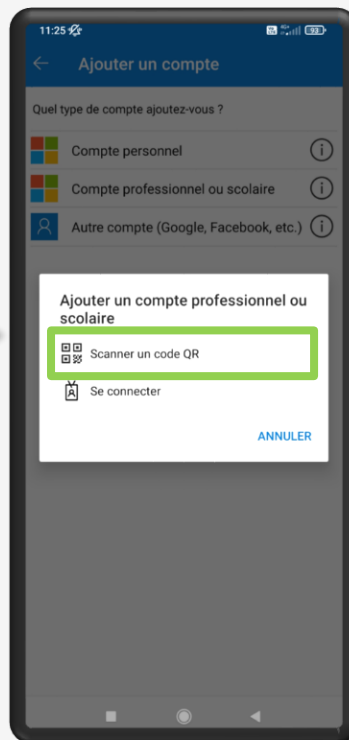 11:25
93
Ajouter un compte
Quel type de compte ajoutez-vous ?
Compte personnel
Compte professionnel ou scolaire
Autre compte (Google, Facebook, etc.)
Ajouter un compte professionnel ou
scolaire
Scanner un code QR
Se connecter
ANNULER